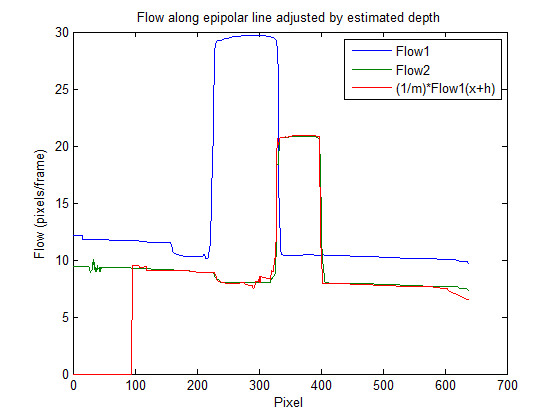 Flow along epipolar line adjusted by estimated depth
Flow1
Flow2
(1/m)*Flow1(x+h)
Flow (pixels/frame)
30
25
20
15
10
5
0
0 100 200 300 400 500 600 700
Pixel